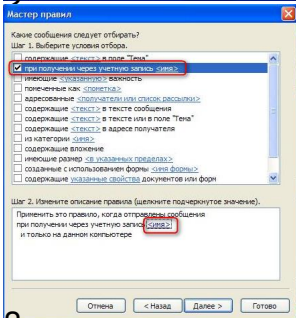 Мастер правил
Какие сообщения следует отбирать?
Шаг 1. Выберите условия отбора.
содержащие <текст> в поле "Тема"
при получении через учетную запись <имя>
имеющие <указанную> важность
помеченные как <пометка>
адресованные <получатели или список рассылки>
содержащие <текст> в тексте сообщения
содержащие <текст> в тексте или в поле "Тема"
содержащие <текст> в адресе получателя
из категории <имя>
содержащие вложение
имеющие размер <в указанных пределах>
созданные с использованием формы <имя формы>
содержащие указанные свойства документов или форм
Шаг 2. Измените описание правила (щелкните подчеркнутое значение).
Применить это правило, когда отправлены сообщения
при получении через учетную запись <имя>
и только на данном компьютере
Отмена
< Назад
Далее >
Готово